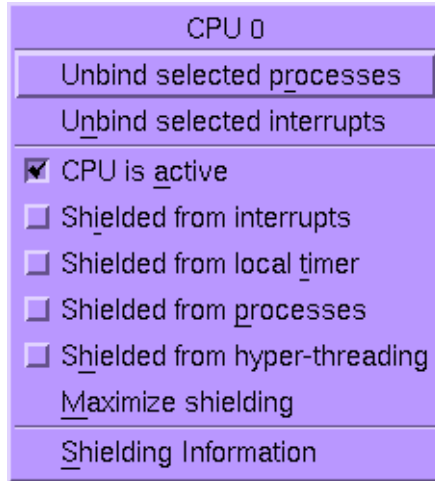 CPU 0
Unbind selected processes
Unbind selected interrupts
CPU is active
Shielded from interrupts
Shielded from local timer
Shielded from processes
Shielded from hyper-threading
Maximize shielding
Shielding Information